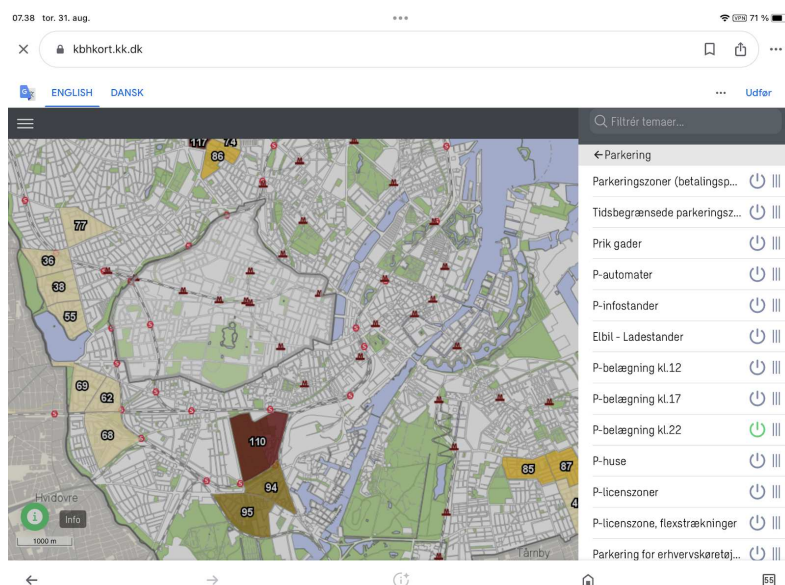 07.38 tor. 31. aug.
VPN 71 %
kbhkort.kk.dk
ENGLISH DANSK
Udfør
Filtrér temaer...
←Parkering
Parkeringszoner (betalingsp...
Tidsbegrænsede parkeringsz...
Prik gader
P-automater
P-infostander
Elbil - Ladestander
P-belægning kl.12
P-belægning kl.17
P-belægning kl.22
P-huse
P-licenszoner
P-licenszone, flexstrækninger
Parkering for erhvervskøretøj...
117 74
86
77
36
38
55
69
62
68
110
94
95
85 87
4
Hvidovre
Tårnby
i Info
1000 m
55